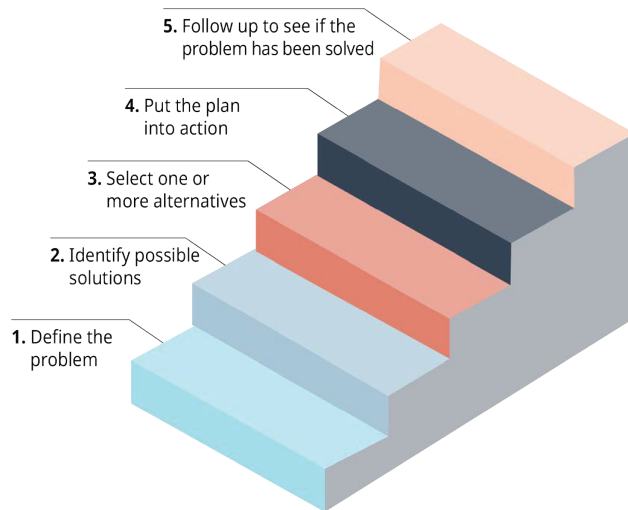 5. Follow up to see if the
problem has been solved
4. Put the plan
into action
3. Select one or
more alternatives
2. Identify possible
solutions
1. Define the
problem